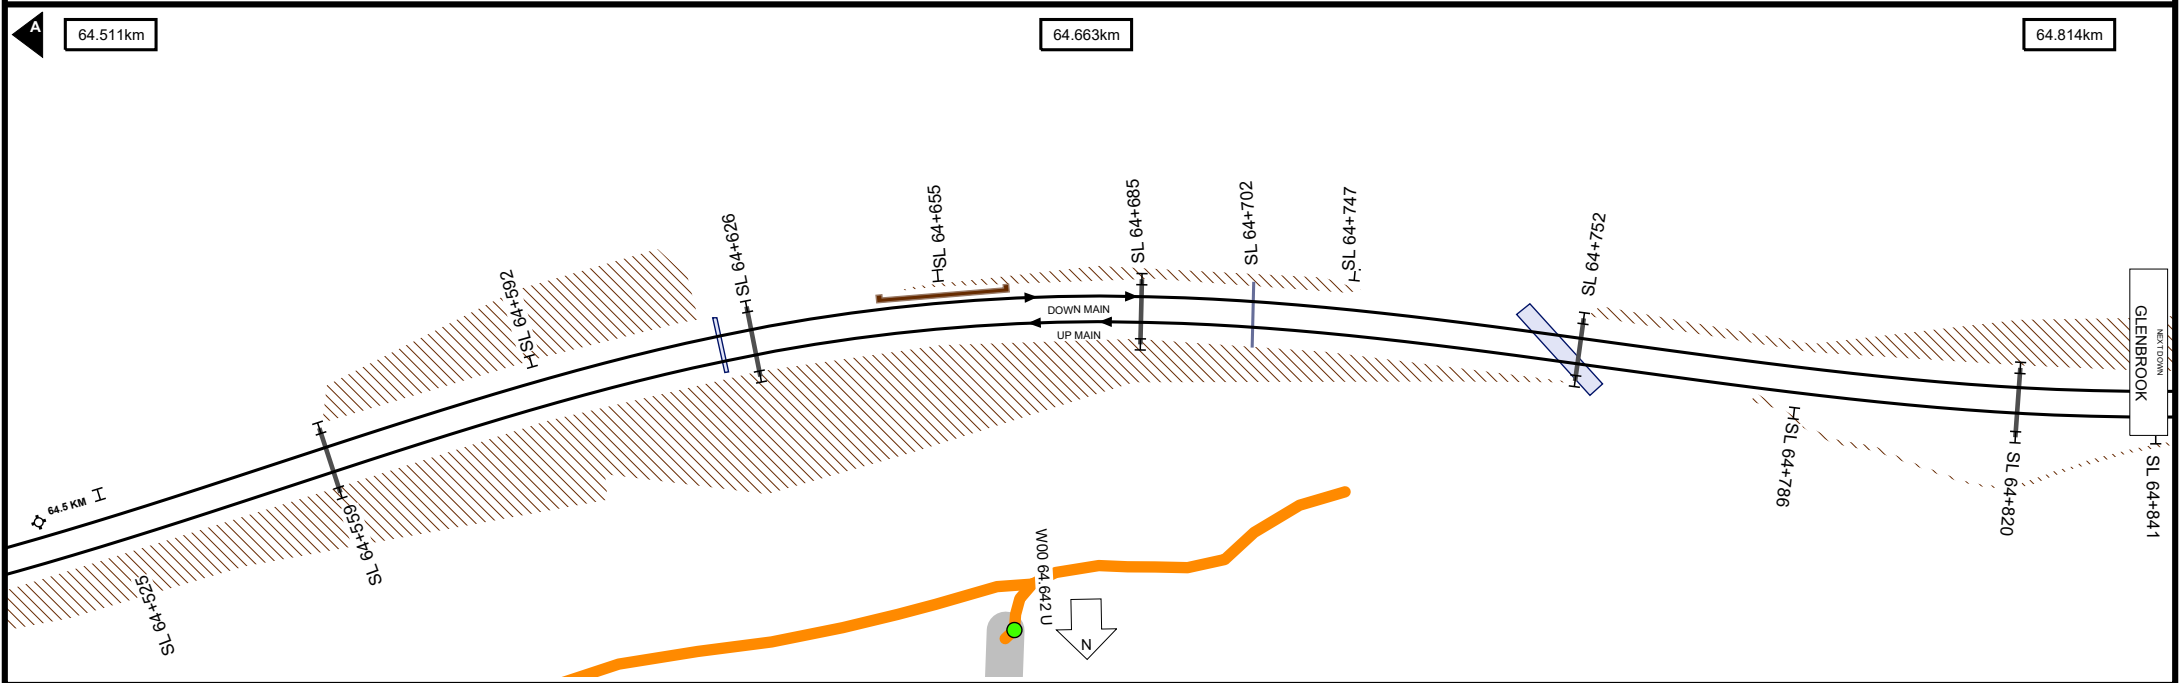 A
64.511km
64.663km
64.814km
SL 64+592
SL 64+626
SL 64+655
SL 64+685
SL 64+702
SL 64+747
SL 64+752
DOWN MAIN
UP MAIN
GLENBROOK
NEXT DOWN
64.5 KM
SL 64+525
SL 64+559
SL 64+786
SL 64+820
SL 64+841
W00 64.642 U
N